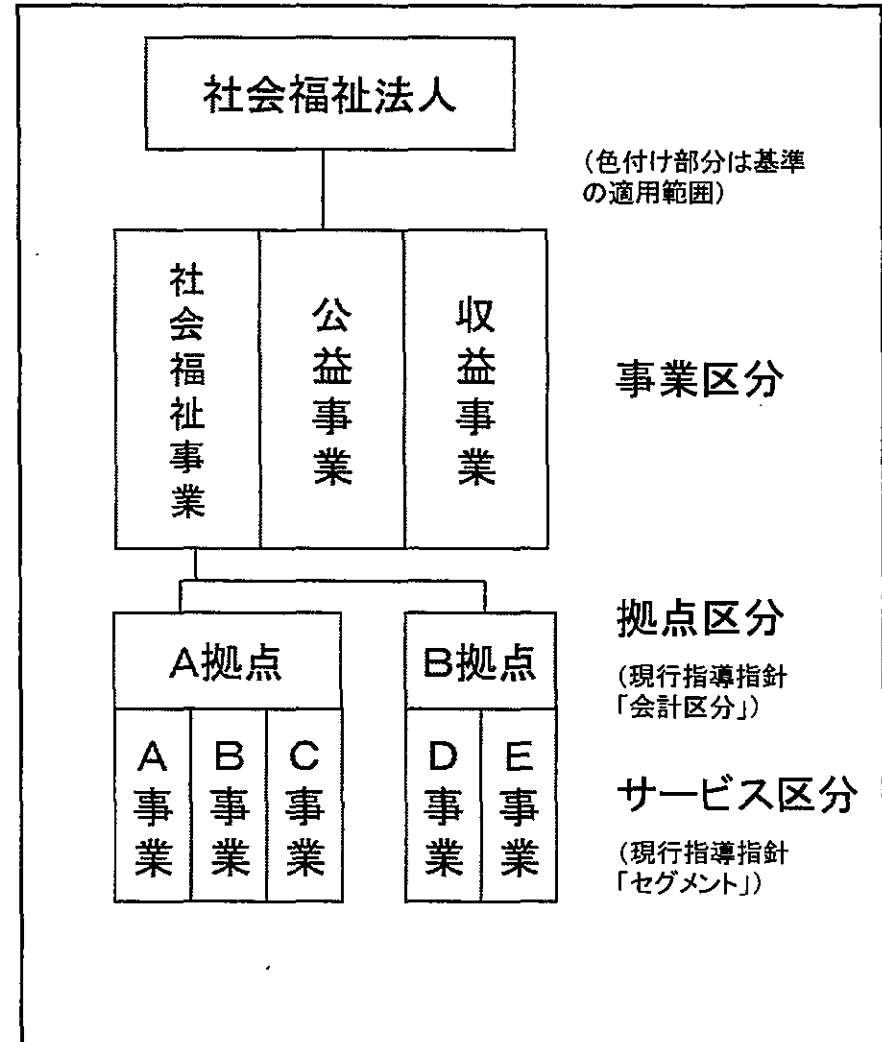 社会福祉法人
(色付け部分は基準
の適用範囲)
社会福祉事業
公益事業
収益事業
事業区分
拠点区分
(現行指導指針
「会計区分」)
A拠点
B拠点
A事業
B事業
C事業
D事業
E事業
サービス区分
(現行指導指針
「セグメント」)